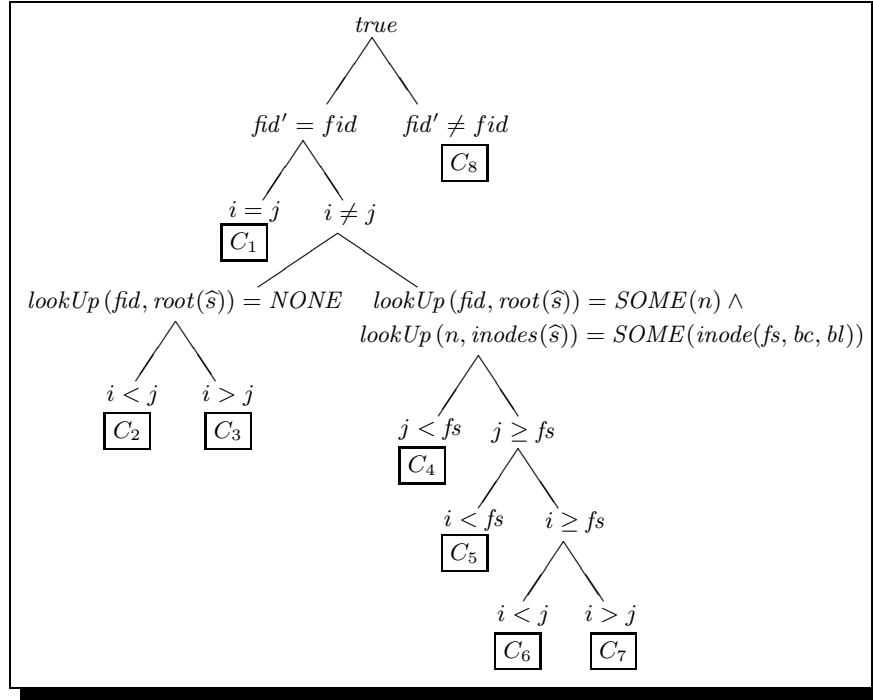 true
fid′ = fid fid′ ≠ fid
C₈
i = j i ≠ j
C₁
lookUp (fid, root(ŝ)) = NONE lookUp (fid, root(ŝ)) = SOME(n) ∧
lookUp (n, inodes(ŝ)) = SOME(inode(fs, bc, bl))
i < j i > j
C₂ C₃
j < fs j ≥ fs
C₄
i < fs i ≥ fs
C₅
i < j i > j
C₆ C₇